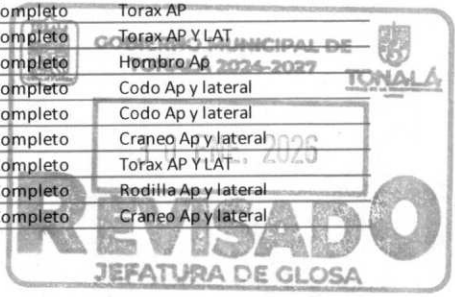 ompleto Torax AP
ompleto Torax AP Y LAT
GOBIERNO MUNICIPAL DE
ompleto Hombro Ap
TONALÁ 2024-2027
TONALÁ
ompleto Codo Ap y lateral
ompleto Codo Ap y lateral
ompleto Craneo Ap y lateral
ENE, 2026
ompleto Torax AP Y LAT
ompleto Rodilla Ap y lateral
ompleto Craneo Ap y lateral
REVISADO
JEFATURA DE GLOSA